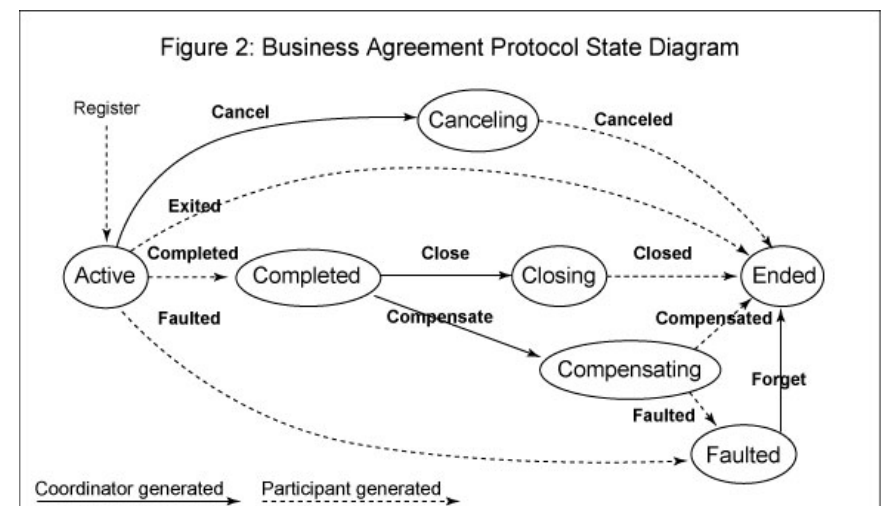 Figure 2: Business Agreement Protocol State Diagram
Register
Cancel
Canceling
Canceled
Exited
Completed
Close
Closed
Active
Completed
Closing
Ended
Faulted
Compensate
Compensated
Compensating
Forget
Faulted
Faulted
Coordinator generated
Participant generated